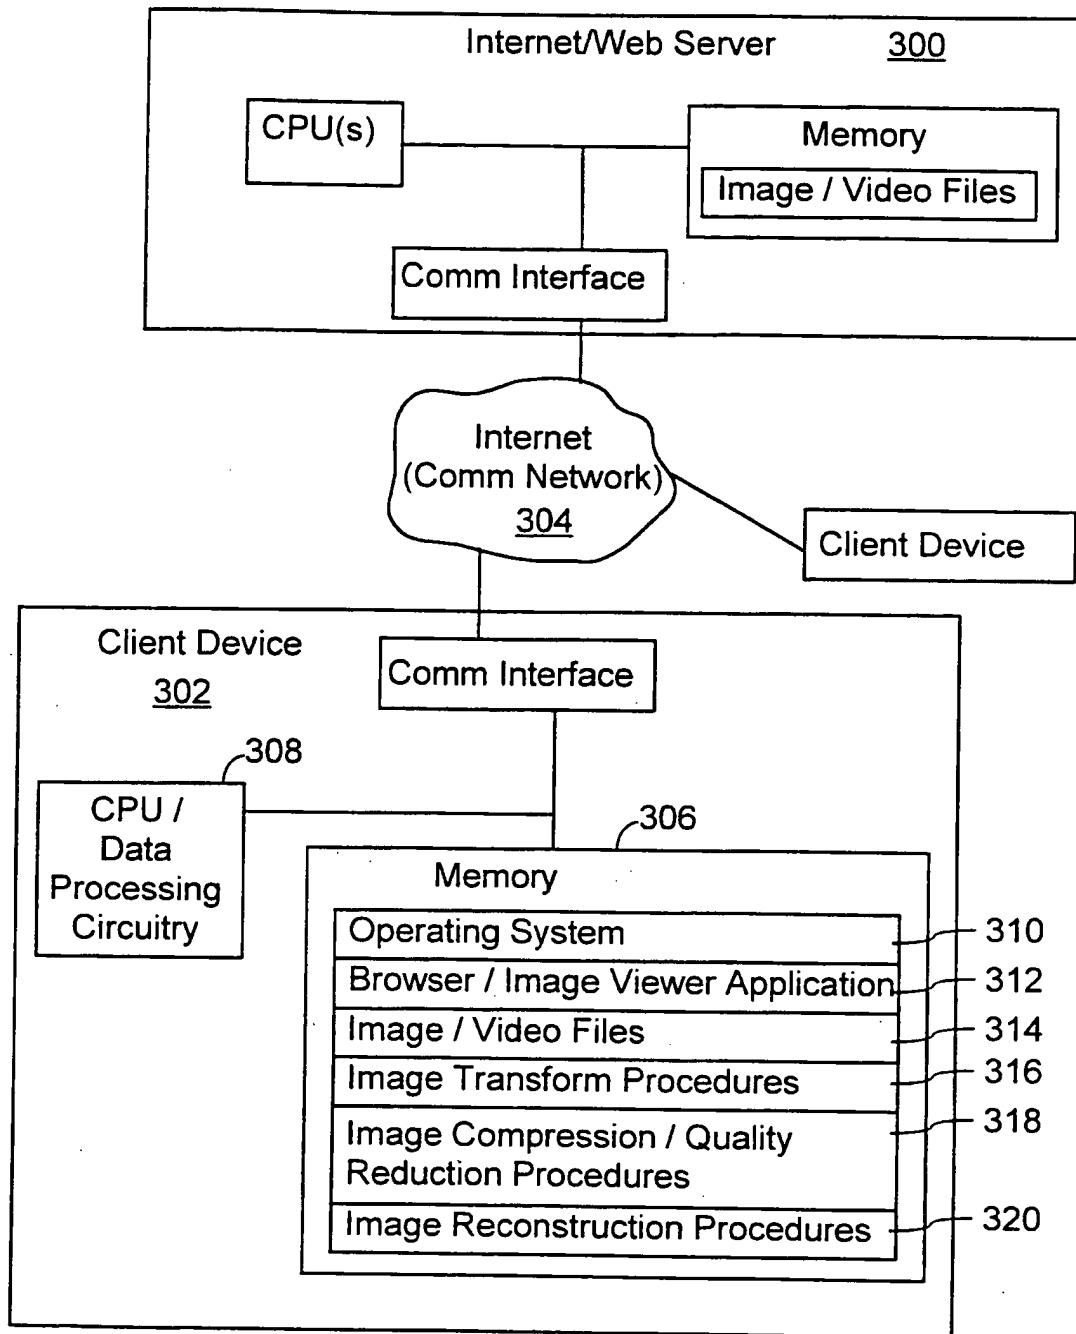 Internet/Web Server 300
CPU(s)
Memory
Image / Video Files
Comm Interface
Internet
(Comm Network)
304
Client Device
Client Device
302
Comm Interface
308
CPU /
Data
Processing
Circuitry
306
Memory
Operating System 310
Browser / Image Viewer Application 312
Image / Video Files 314
Image Transform Procedures 316
Image Compression / Quality 318
Reduction Procedures
Image Reconstruction Procedures 320